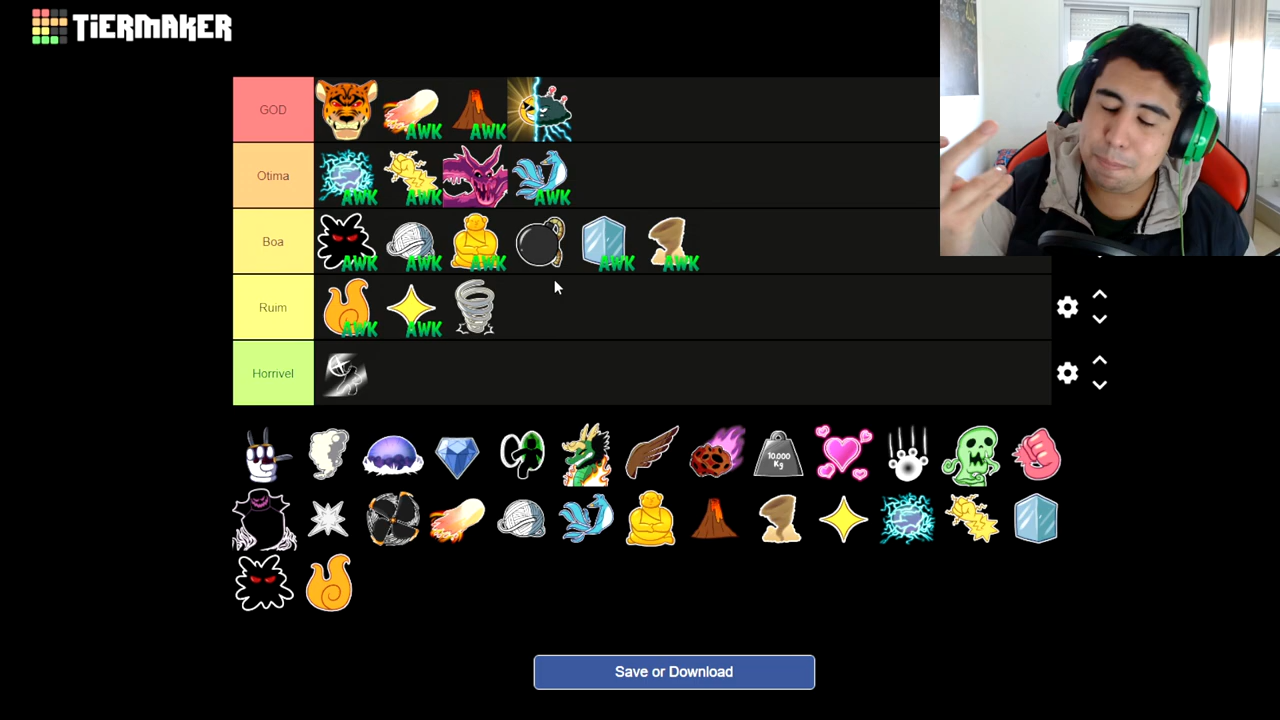 TIERMAKER
GOD
AWK AWK
Otima
AWK AWK AWK
Boa
AWK AWK AWK AWK AWK
Ruim
AWK AWK
Horrivel
10.000
Kg
Save or Download